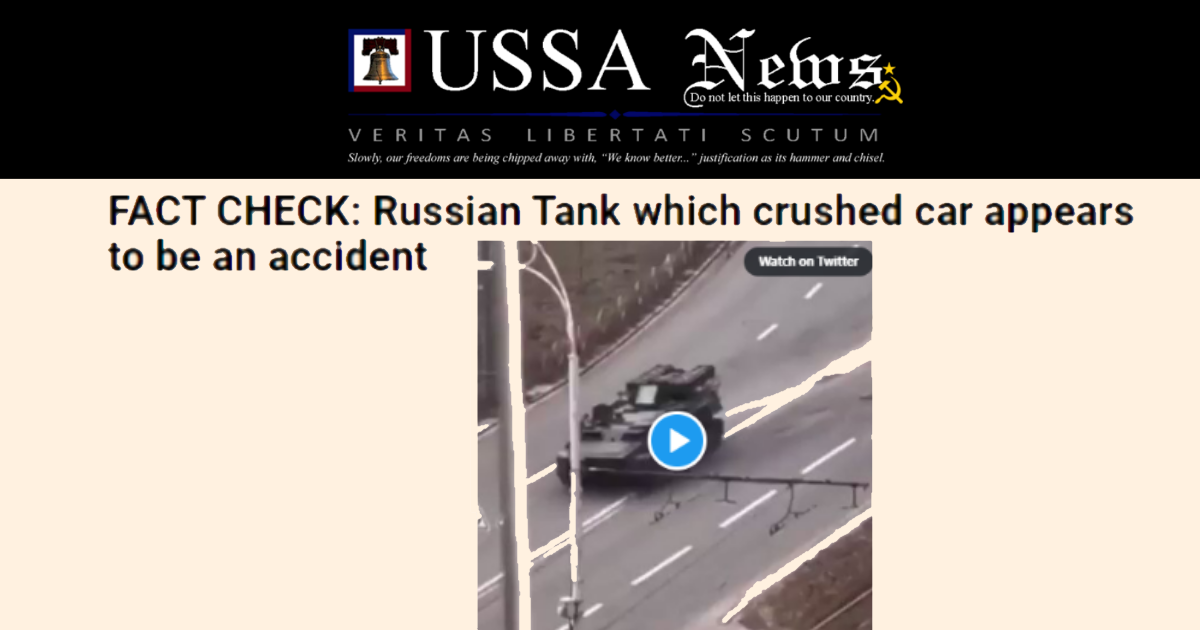 USSA News
Do not let this happen to our country.
VERITAS LIBERTATI SCUTUM
Slowly, our freedoms are being chipped away with, “We know better...” justification as its hammer and chisel.
FACT CHECK: Russian Tank which crushed car appears
to be an accident
Watch on Twitter